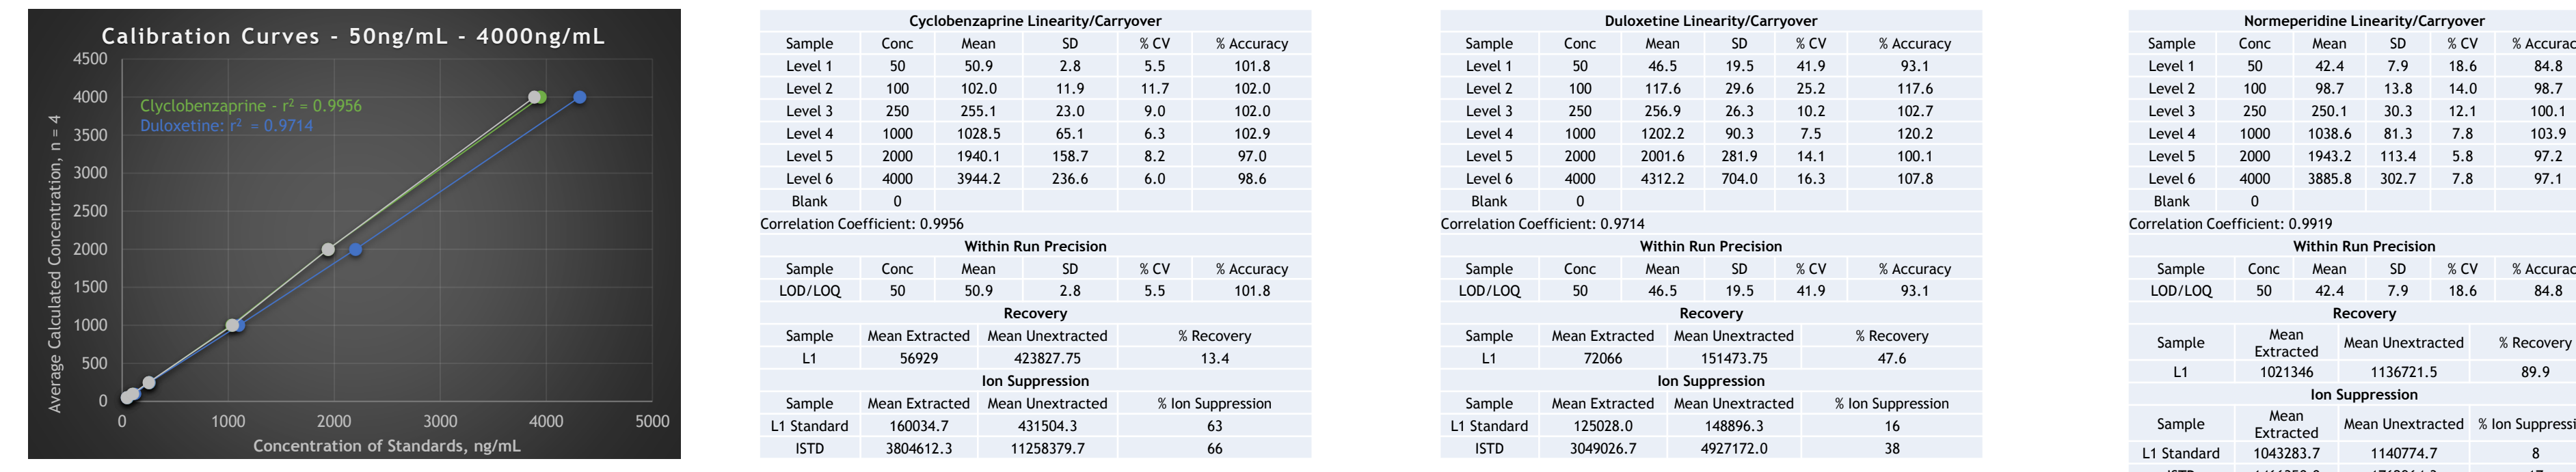 Calibration Curves - 50ng/mL - 4000ng/mL
4500
4000
3500
3000
2500
2000
1500
1000
500
0
Average Calculated Concentration, n = 4
Clyclobenzaprine - r² = 0.9956
Duloxetine: r² = 0.9714
0 1000 2000 3000 4000 5000
Concentration of Standards, ng/mL
Cyclobenzaprine Linearity/Carryover
Sample Conc Mean SD % CV % Accuracy
Level 1 50 50.9 2.8 5.5 101.8
Level 2 100 102.0 11.9 11.7 102.0
Level 3 250 255.1 23.0 9.0 102.0
Level 4 1000 1028.5 65.1 6.3 102.9
Level 5 2000 1940.1 158.7 8.2 97.0
Level 6 4000 3944.2 236.6 6.0 98.6
Blank 0
Correlation Coefficient: 0.9956
Within Run Precision
Sample Conc Mean SD % CV % Accuracy
LOD/LOQ 50 50.9 2.8 5.5 101.8
Recovery
Sample Mean Extracted Mean Unextracted % Recovery
L1 56929 423827.75 13.4
Ion Suppression
Sample Mean Extracted Mean Unextracted % Ion Suppression
L1 Standard 160034.7 431504.3 63
ISTD 3804612.3 11258379.7 66
Duloxetine Linearity/Carryover
Sample Conc Mean SD % CV % Accuracy
Level 1 50 46.5 19.5 41.9 93.1
Level 2 100 117.6 29.6 25.2 117.6
Level 3 250 256.9 26.3 10.2 102.7
Level 4 1000 1202.2 90.3 7.5 120.2
Level 5 2000 2001.6 281.9 14.1 100.1
Level 6 4000 4312.2 704.0 16.3 107.8
Blank 0
Correlation Coefficient: 0.9714
Within Run Precision
Sample Conc Mean SD % CV % Accuracy
LOD/LOQ 50 46.5 19.5 41.9 93.1
Recovery
Sample Mean Extracted Mean Unextracted % Recovery
L1 72066 151473.75 47.6
Ion Suppression
Sample Mean Extracted Mean Unextracted % Ion Suppression
L1 Standard 125028.0 148896.3 16
ISTD 3049026.7 4927172.0 38
Normeperidine Linearity/Carryover
Sample Conc Mean SD % CV % Accurac
Level 1 50 42.4 7.9 18.6 84.8
Level 2 100 98.7 13.8 14.0 98.7
Level 3 250 250.1 30.3 12.1 100.1
Level 4 1000 1038.6 81.3 7.8 103.9
Level 5 2000 1943.2 113.4 5.8 97.2
Level 6 4000 3885.8 302.7 7.8 97.1
Blank 0
Correlation Coefficient: 0.9919
Within Run Precision
Sample Conc Mean SD % CV % Accurac
LOD/LOQ 50 42.4 7.9 18.6 84.8
Recovery
Sample Mean Extracted Mean Unextracted % Recovery
L1 1021346 1136721.5 89.9
Ion Suppression
Sample Mean Extracted Mean Unextracted % Ion Suppressi
L1 Standard 1043283.7 1140774.7 8